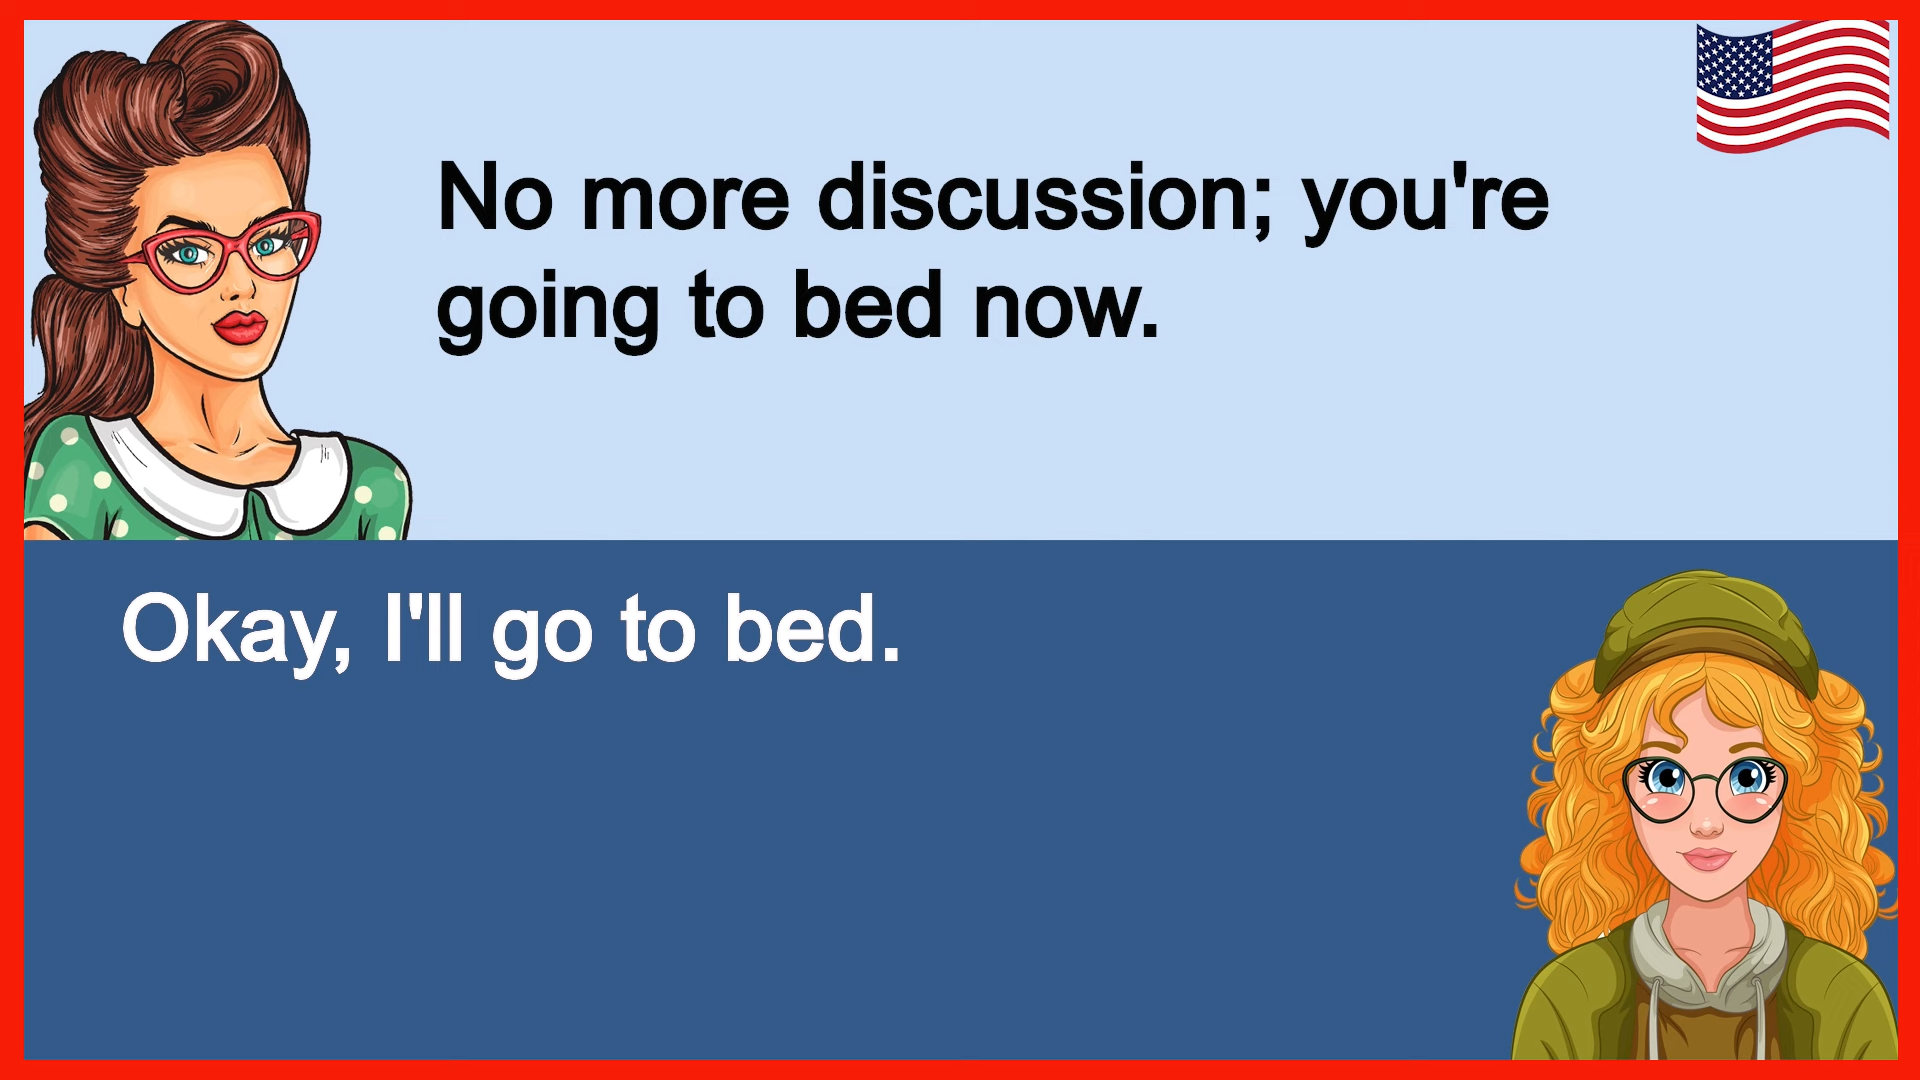 No more discussion; you're
going to bed now.
Okay, I'll go to bed.